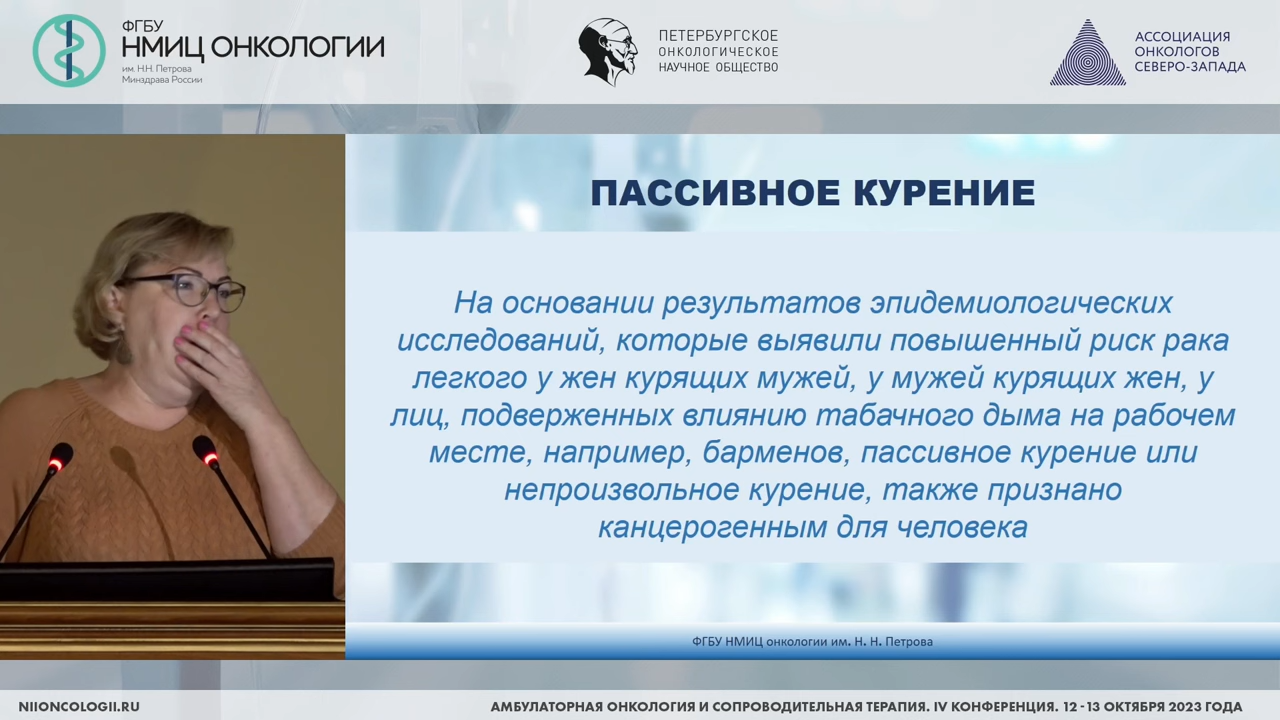 ФГБУ
НМИЦ ОНКОЛОГИИ
им. Н.Н. Петрова
Минздрава России
ПЕТЕРБУРГСКОЕ
ОНКОЛОГИЧЕСКОЕ
НАУЧНОЕ ОБЩЕСТВО
АССОЦИАЦИЯ
ОНКОЛОГОВ
СЕВЕРО-ЗАПАДА
ПАССИВНОЕ КУРЕНИЕ
На основании результатов эпидемиологических
исследований, которые выявили повышенный риск рака
легкого у жен курящих мужей, у мужей курящих жен, у
лиц, подверженных влиянию табачного дыма на рабочем
месте, например, барменов, пассивное курение или
непроизвольное курение, также признано
канцерогенным для человека
ФГБУ НМИЦ онкологии им. Н. Н. Петрова
NIIONCOLOGII.RU
АМБУЛАТОРНАЯ ОНКОЛОГИЯ И СОПРОВОДИТЕЛЬНАЯ ТЕРАПИЯ. IV КОНФЕРЕНЦИЯ. 12 - 13 ОКТЯБРЯ 2023 ГОДА